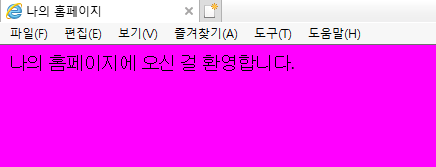 나의 홈페이지
파일(F) 편집(E) 보기(V) 즐겨찾기(A) 도구(T) 도움말(H)
나의 홈페이지에 오신 걸 환영합니다.